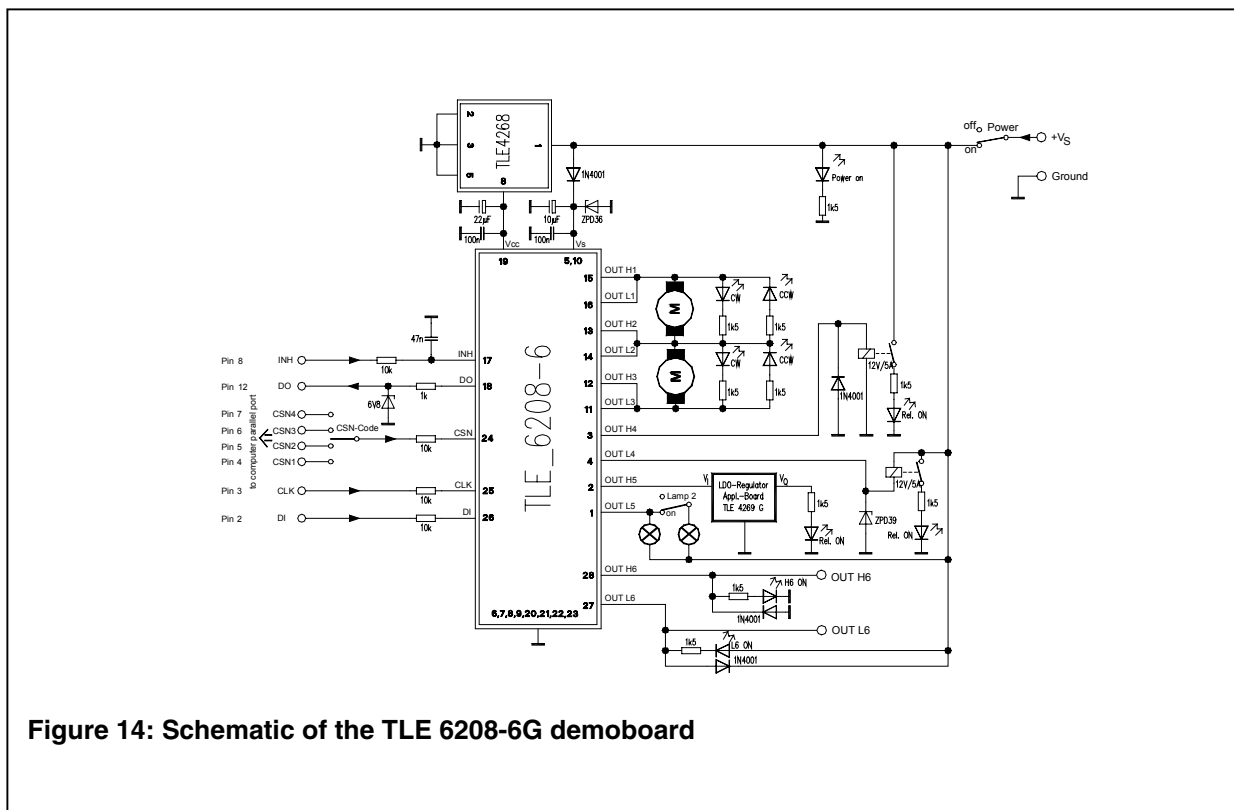 off Power
+VS
on
Ground
TLE4268
2
3
5
1
8
1N4001
22µF
10µF
ZPD36
100n
100n
Vcc
Vs
Power on
1k5
19
5,10
TLE_6208-6
15 OUT H1
16 OUT L1
13 OUT H2
14 OUT L2
12 OUT H3
11 OUT L3
3 OUT H4
4 OUT L4
2 OUT H5
1 OUT L5
28 OUT H6
27 OUT L6
6,7,8,9,20,21,22,23
M
CW
CCW
1k5
1k5
M
CW
CCW
1k5
1k5
1N4001
12V/5A
1k5
Rel. ON
47n
Pin 8 INH
10k
INH 17
Pin 12 DO
1k
DO 18
6V8
Pin 7 CSN4
Pin 6 CSN3
CSN-Code
Pin 5 CSN2
Pin 4 CSN1
10k
CSN 24
to computer parallel port
Pin 3 CLK
10k
CLK 25
Pin 2 DI
10k
DI 26
VI
LDO-Regulator
Appl.-Board
TLE 4269 G
VQ
1k5
Rel. ON
Lamp 2
on
12V/5A
1k5
ZPD39
Rel. ON
OUT H6
1k5
H6 ON
1N4001
OUT L6
1k5
L6 ON
1N4001
Figure 14: Schematic of the TLE 6208-6G demoboard